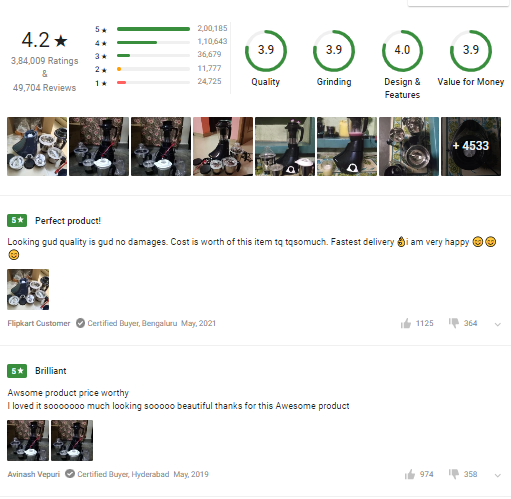 4.2★
3,84,009 Ratings
&
49,704 Reviews
5★ 2,00,185
4★ 1,10,643
3★ 36,679
2★ 11,777
1★ 24,725
3.9
Quality
3.9
Grinding
4.0
Design &
Features
3.9
Value for Money
+ 4533
5★ Perfect product!
Looking gud quality is gud no damages. Cost is worth of this item tq tqsomuch. Fastest delivery 👌i am very happy 😊😊
😊
Flipkart Customer Certified Buyer, Bengaluru May, 2021 1125 364
5★ Brilliant
Awsome product price worthy
I loved it sooooooo much looking sooooo beautiful thanks for this Awesome product
Avinash Vepuri Certified Buyer, Hyderabad May, 2019 974 358